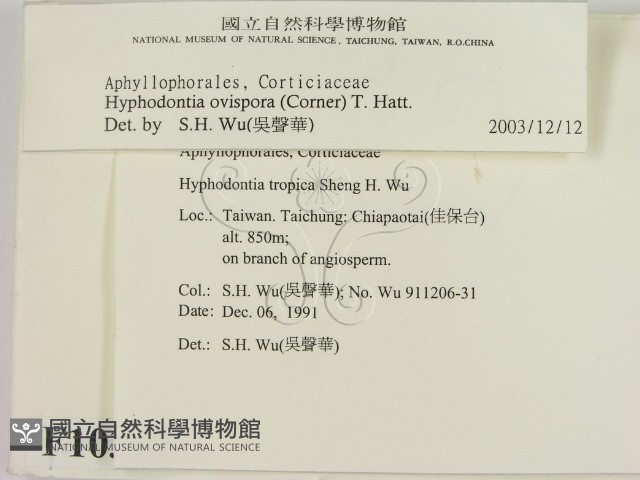 國立自然科學博物館
NATIONAL MUSEUM OF NATURAL SCIENCE, TAICHUNG, TAIWAN, R.O.CHINA
Aphyllophorales, Corticiaceae
Hyphodontia ovispora (Corner) T. Hatt.
Det. by S.H. Wu(吳聲華) 2003/12/12
Aphyllophorales, Corticiaceae
Hyphodontia tropica Sheng H. Wu
Loc.: Taiwan. Taichung: Chiapaotai(佳保台)
alt. 850m;
on branch of angiosperm.
Col.: S.H. Wu(吳聲華); No. Wu 911206-31
Date: Dec. 06, 1991
Det.: S.H. Wu(吳聲華)
國立自然科學博物館
NATIONAL MUSEUM OF NATURAL SCIENCE
F10.